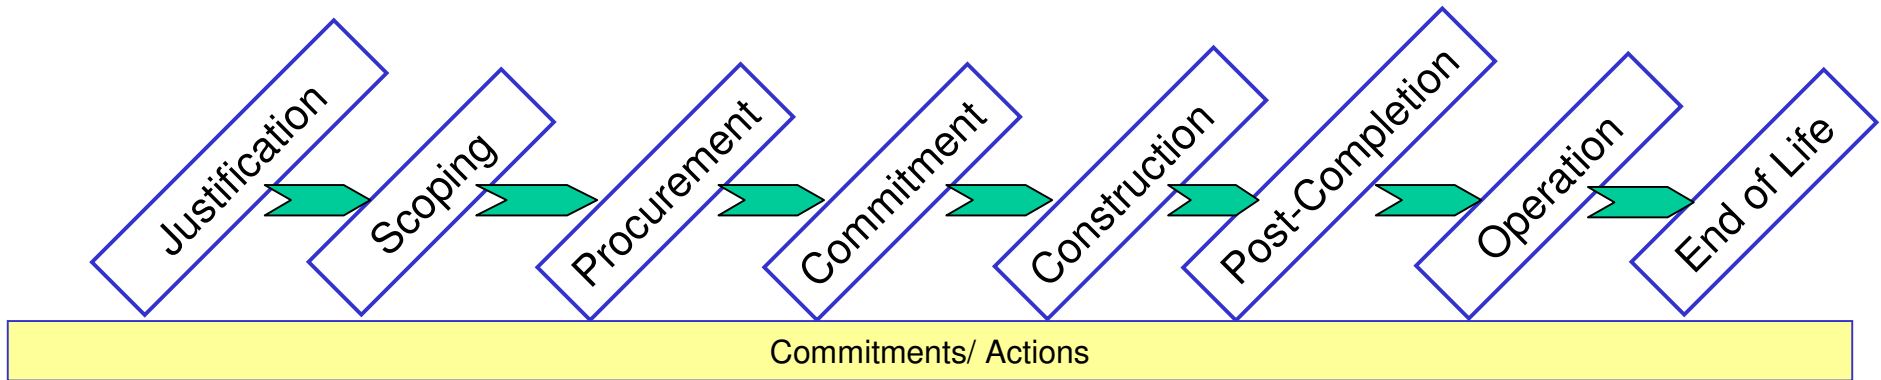 Justification
Scoping
Procurement
Commitment
Construction
Post-Completion
Operation
End of Life
Commitments/ Actions